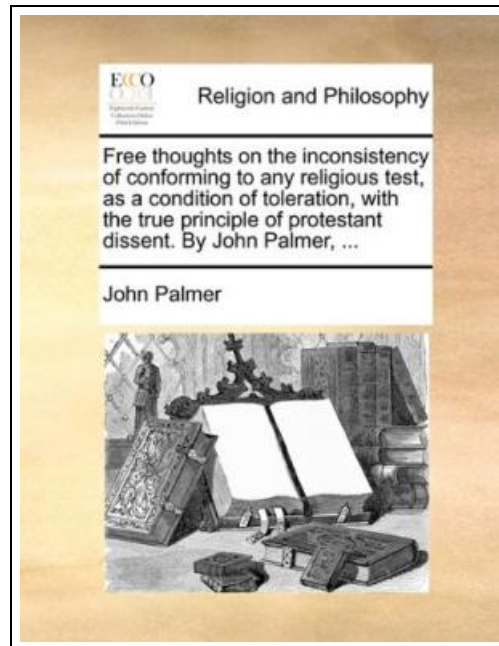 ECCO
Religion and Philosophy
Free thoughts on the inconsistency
of conforming to any religious test,
as a condition of toleration, with
the true principle of protestant
dissent. By John Palmer, ...
John Palmer